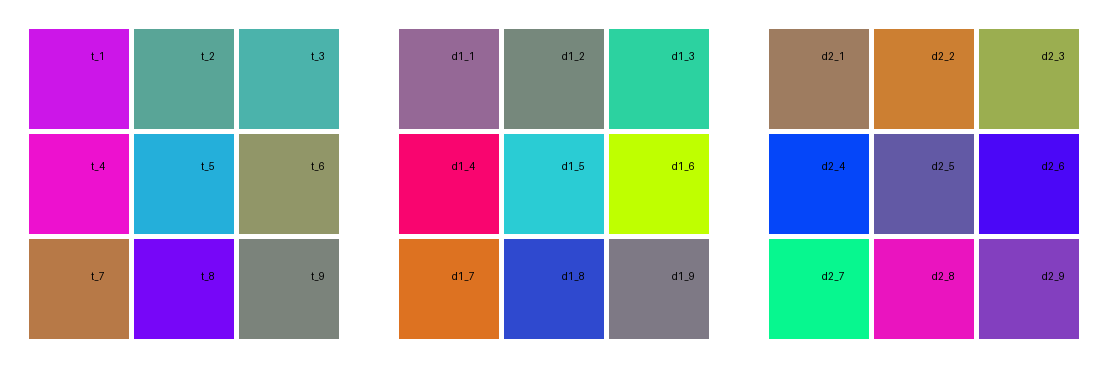 t_1 t_2 t_3 d1_1 d1_2 d1_3 d2_1 d2_2 d2_3
t_4 t_5 t_6 d1_4 d1_5 d1_6 d2_4 d2_5 d2_6
t_7 t_8 t_9 d1_7 d1_8 d1_9 d2_7 d2_8 d2_9